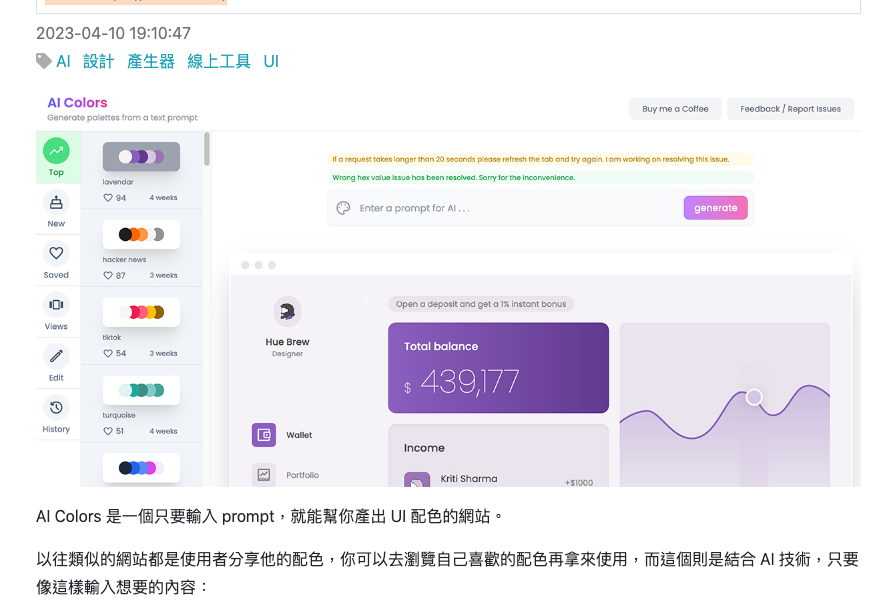 2023-04-10 19:10:47
AI 設計 產生器 線上工具 UI
AI Colors
Generate palettes from a text prompt
Buy me a Coffee
Feedback / Report Issues
Top
New
Saved
Views
Edit
History
lavendar
94 4 weeks
hacker news
87 3 weeks
tiktok
54 3 weeks
turquoise
51 4 weeks
If a request takes longer than 20 seconds please refresh the tab and try again. I am working on resolving this issue.
Wrong hex value issue has been resolved. Sorry for the inconvenience.
Enter a prompt for AI . . .
generate
Hue Brew
Designer
Wallet
Portfolio
Open a deposit and get a 1% instant bonus
Total balance
$ 439,177
Income
Kriti Sharma
+$1000
AI Colors 是一個只要輸入 prompt，就能幫你產出 UI 配色的網站。
以往類似的網站都是使用者分享他的配色，你可以去瀏覽自己喜歡的配色再拿來使用，而這個則是結合 AI 技術，只要
像這樣輸入想要的內容：